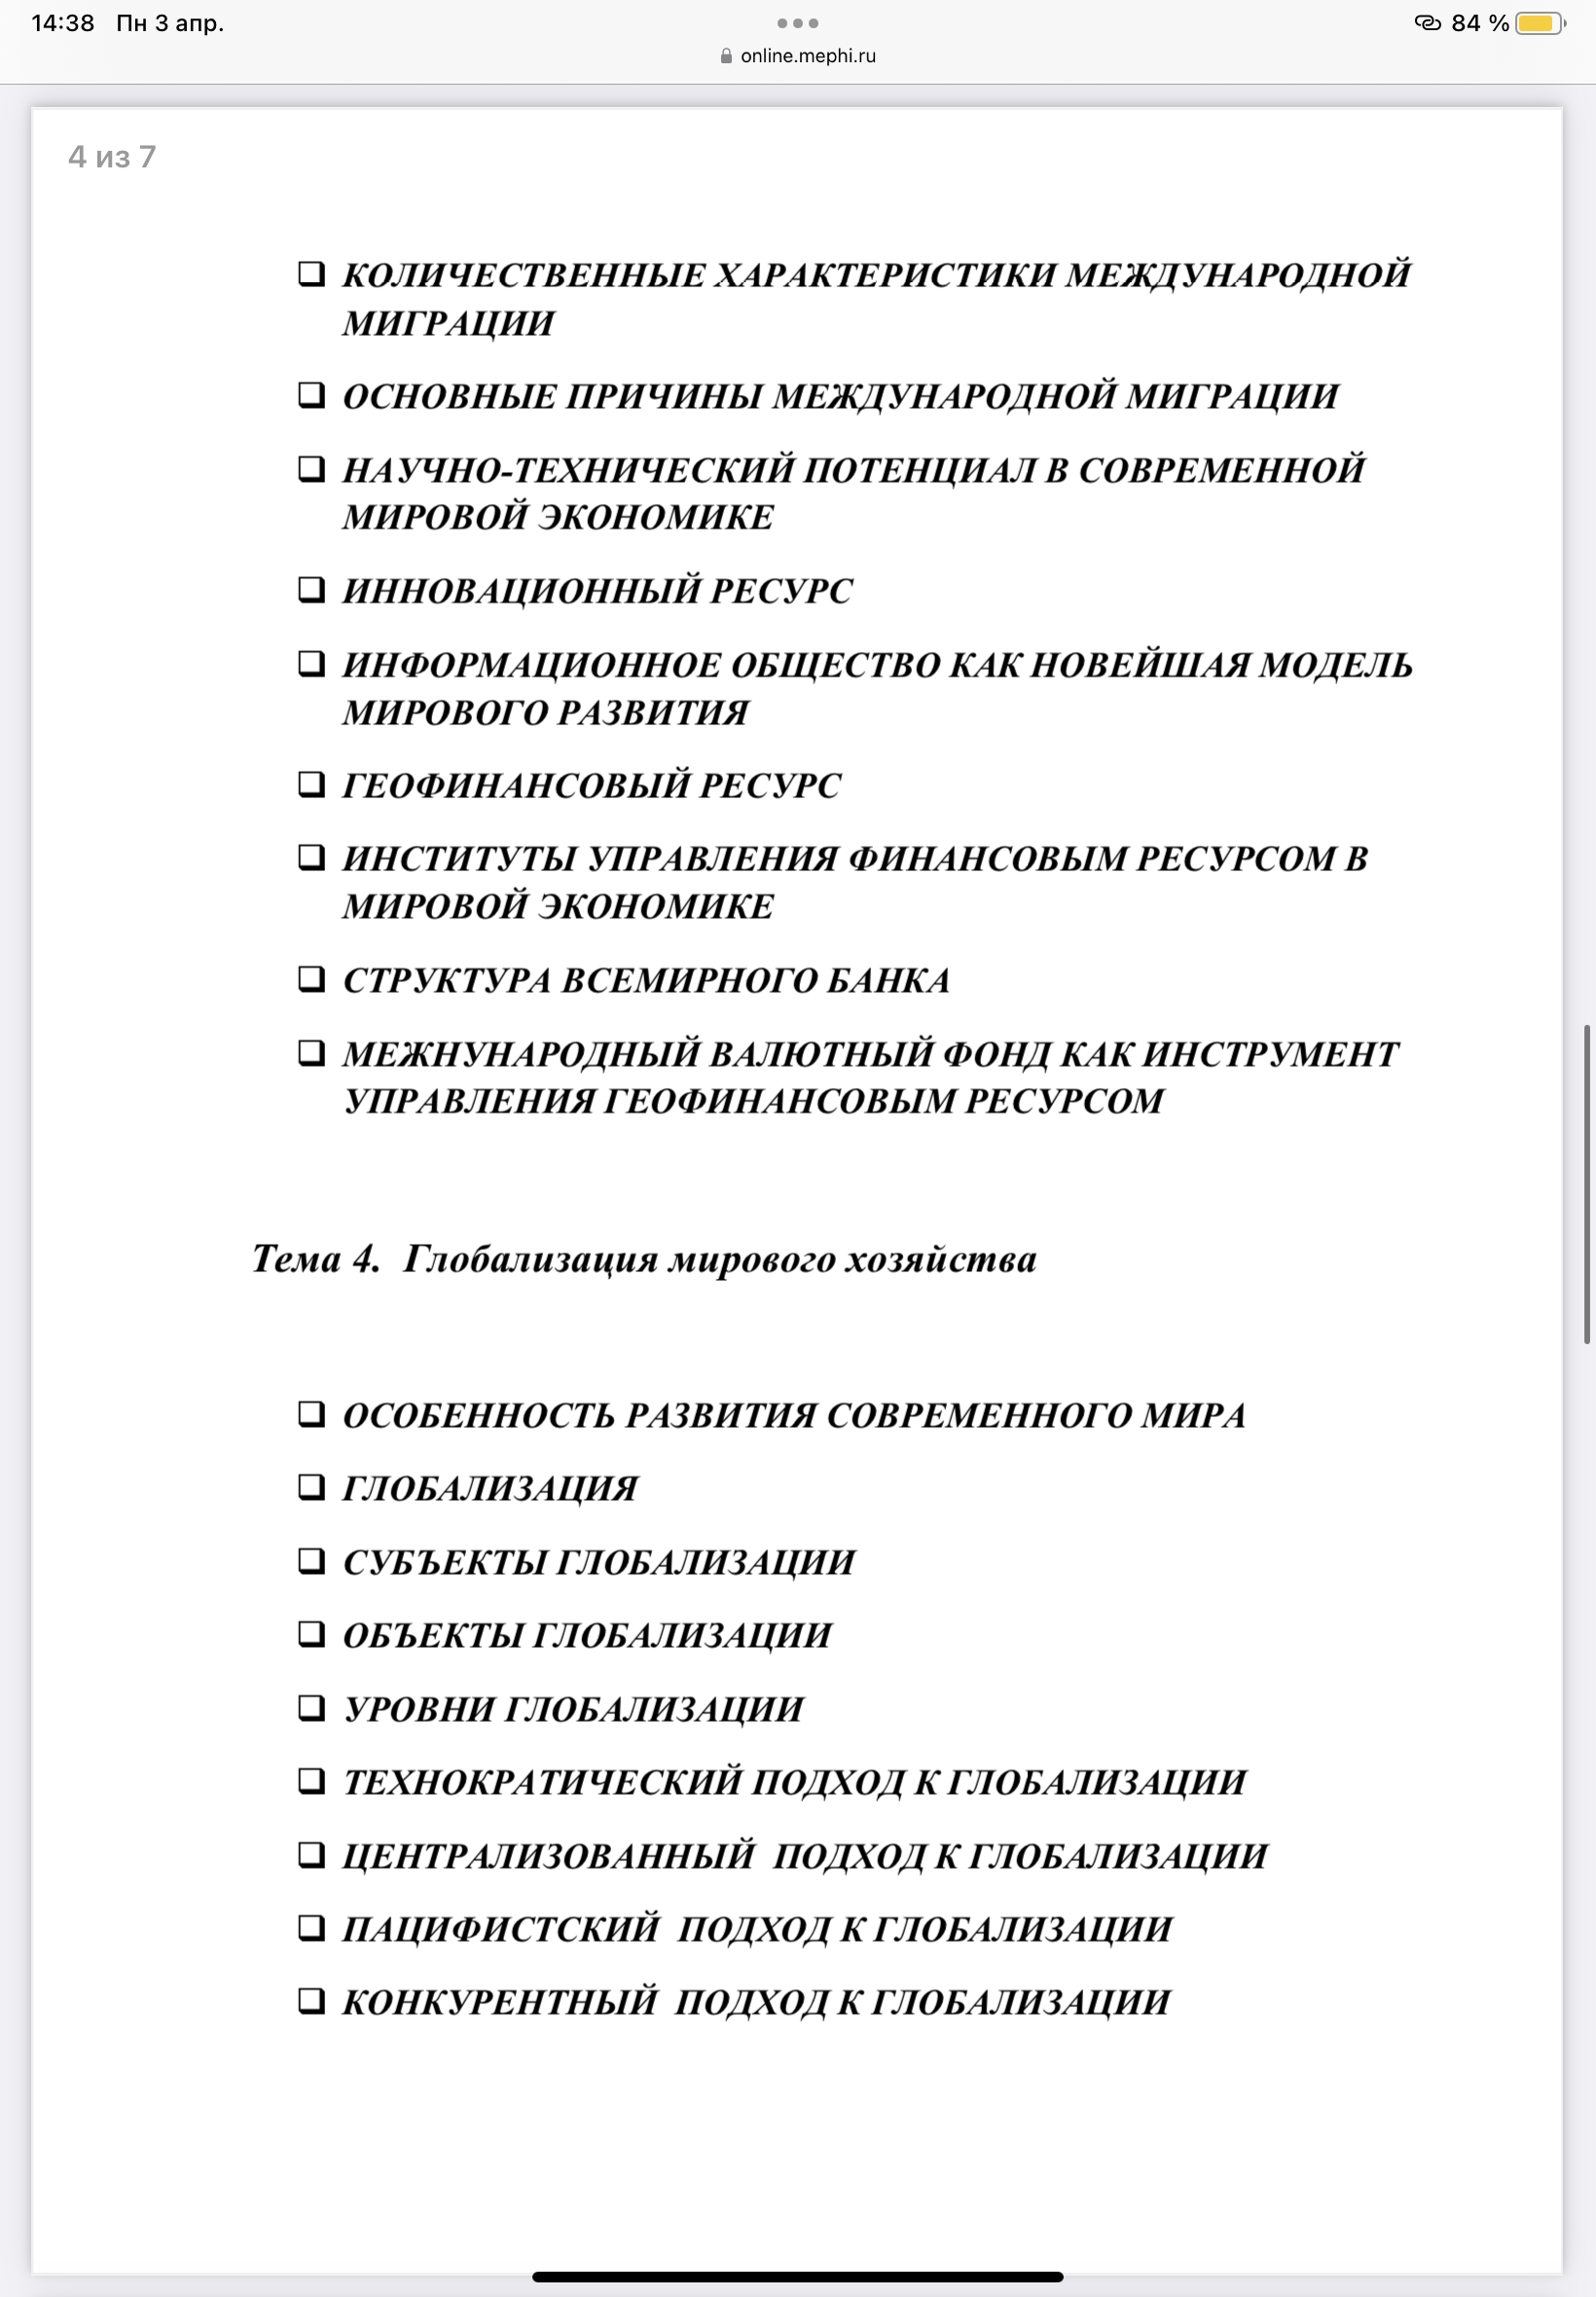 14:38 Пн 3 апр.
84 %
online.mephi.ru
4 из 7
❑ КОЛИЧЕСТВЕННЫЕ ХАРАКТЕРИСТИКИ МЕЖДУНАРОДНОЙ
МИГРАЦИИ
❑ ОСНОВНЫЕ ПРИЧИНЫ МЕЖДУНАРОДНОЙ МИГРАЦИИ
❑ НАУЧНО-ТЕХНИЧЕСКИЙ ПОТЕНЦИАЛ В СОВРЕМЕННОЙ
МИРОВОЙ ЭКОНОМИКЕ
❑ ИННОВАЦИОННЫЙ РЕСУРС
❑ ИНФОРМАЦИОННОЕ ОБЩЕСТВО КАК НОВЕЙШАЯ МОДЕЛЬ
МИРОВОГО РАЗВИТИЯ
❑ ГЕОФИНАНСОВЫЙ РЕСУРС
❑ ИНСТИТУТЫ УПРАВЛЕНИЯ ФИНАНСОВЫМ РЕСУРСОМ В
МИРОВОЙ ЭКОНОМИКЕ
❑ СТРУКТУРА ВСЕМИРНОГО БАНКА
❑ МЕЖНУНАРОДНЫЙ ВАЛЮТНЫЙ ФОНД КАК ИНСТРУМЕНТ
УПРАВЛЕНИЯ ГЕОФИНАНСОВЫМ РЕСУРСОМ
Тема 4. Глобализация мирового хозяйства
❑ ОСОБЕННОСТЬ РАЗВИТИЯ СОВРЕМЕННОГО МИРА
❑ ГЛОБАЛИЗАЦИЯ
❑ СУБЪЕКТЫ ГЛОБАЛИЗАЦИИ
❑ ОБЪЕКТЫ ГЛОБАЛИЗАЦИИ
❑ УРОВНИ ГЛОБАЛИЗАЦИИ
❑ ТЕХНОКРАТИЧЕСКИЙ ПОДХОД К ГЛОБАЛИЗАЦИИ
❑ ЦЕНТРАЛИЗОВАННЫЙ ПОДХОД К ГЛОБАЛИЗАЦИИ
❑ ПАЦИФИСТСКИЙ ПОДХОД К ГЛОБАЛИЗАЦИИ
❑ КОНКУРЕНТНЫЙ ПОДХОД К ГЛОБАЛИЗАЦИИ